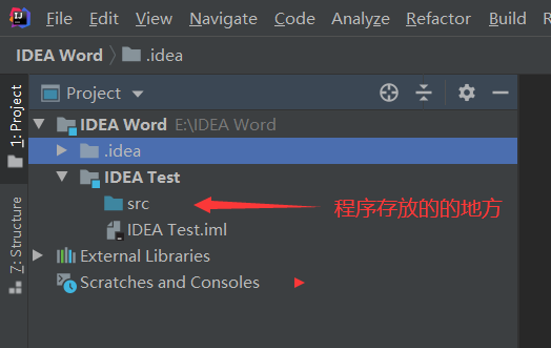 File Edit View Navigate Code Analyze Refactor Build
IDEA Word .idea
1: Project
Project
IDEA Word E:\IDEA Word
.idea
IDEA Test
src 程序存放的的地方
IDEA Test.iml
External Libraries
Scratches and Consoles
7: Structure